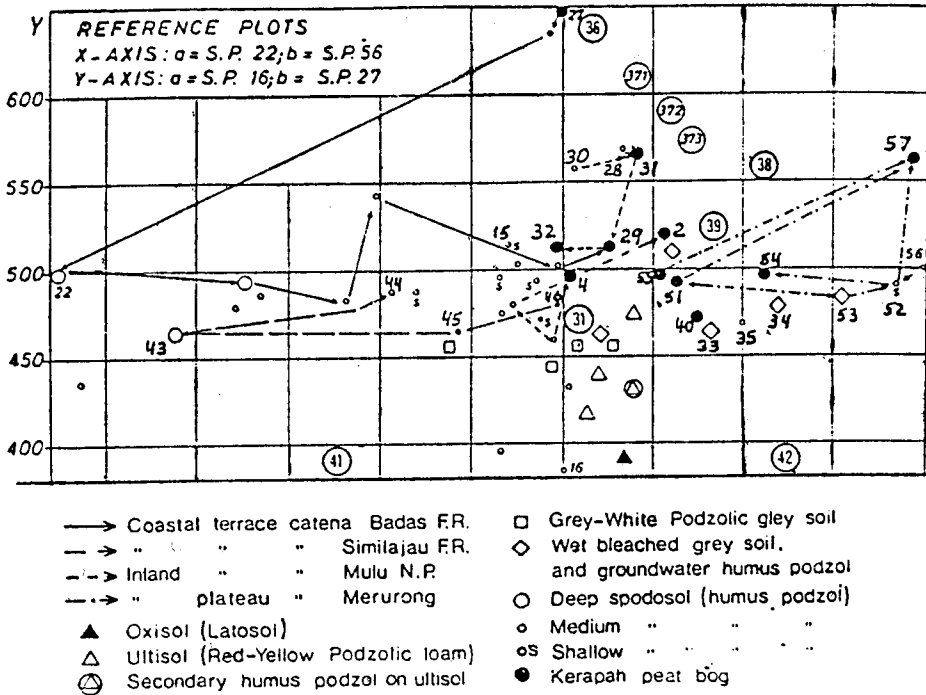 Y REFERENCE PLOTS
X-AXIS: a = S.P. 22; b = S.P. 56
Y-AXIS: a = S.P. 16; b = S.P. 27
27
36
371
600
372
373
57
30
28
31
38
550
15 s
32
29
2
39
500
22
44
s
4
51
84
56
s
52
43
45
31
40
33
35
34
53
450
400
41
16
42
Coastal terrace catena Badas F.R.
" " " Similajau F.R.
Inland " " Mulu N.P.
" plateau " Merurong
Oxisol (Latosol)
Ultisol (Red-Yellow Podzolic loam)
Secondary humus podzol on ultisol
Grey-White Podzolic gley soil
Wet bleached grey soil,
and groundwater humus podzol
Deep spodosol (humus podzol)
Medium " " "
s Shallow " " "
Kerapah peat bog